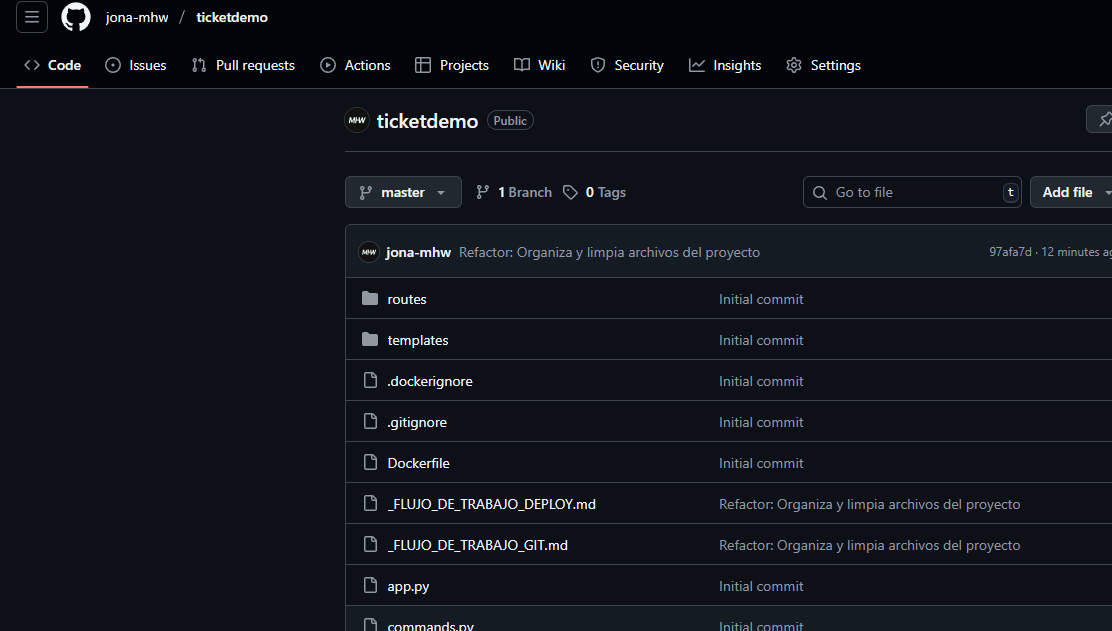 jona-mhw / ticketdemo
Code Issues Pull requests Actions Projects Wiki Security Insights Settings
MHW ticketdemo Public
master 1 Branch 0 Tags Go to file t Add file
MHW jona-mhw Refactor: Organiza y limpia archivos del proyecto 97afa7d · 12 minutes ag
routes Initial commit
templates Initial commit
.dockerignore Initial commit
.gitignore Initial commit
Dockerfile Initial commit
_FLUJO_DE_TRABAJO_DEPLOY.md Refactor: Organiza y limpia archivos del proyecto
_FLUJO_DE_TRABAJO_GIT.md Refactor: Organiza y limpia archivos del proyecto
app.py Initial commit
commands.py Initial commit